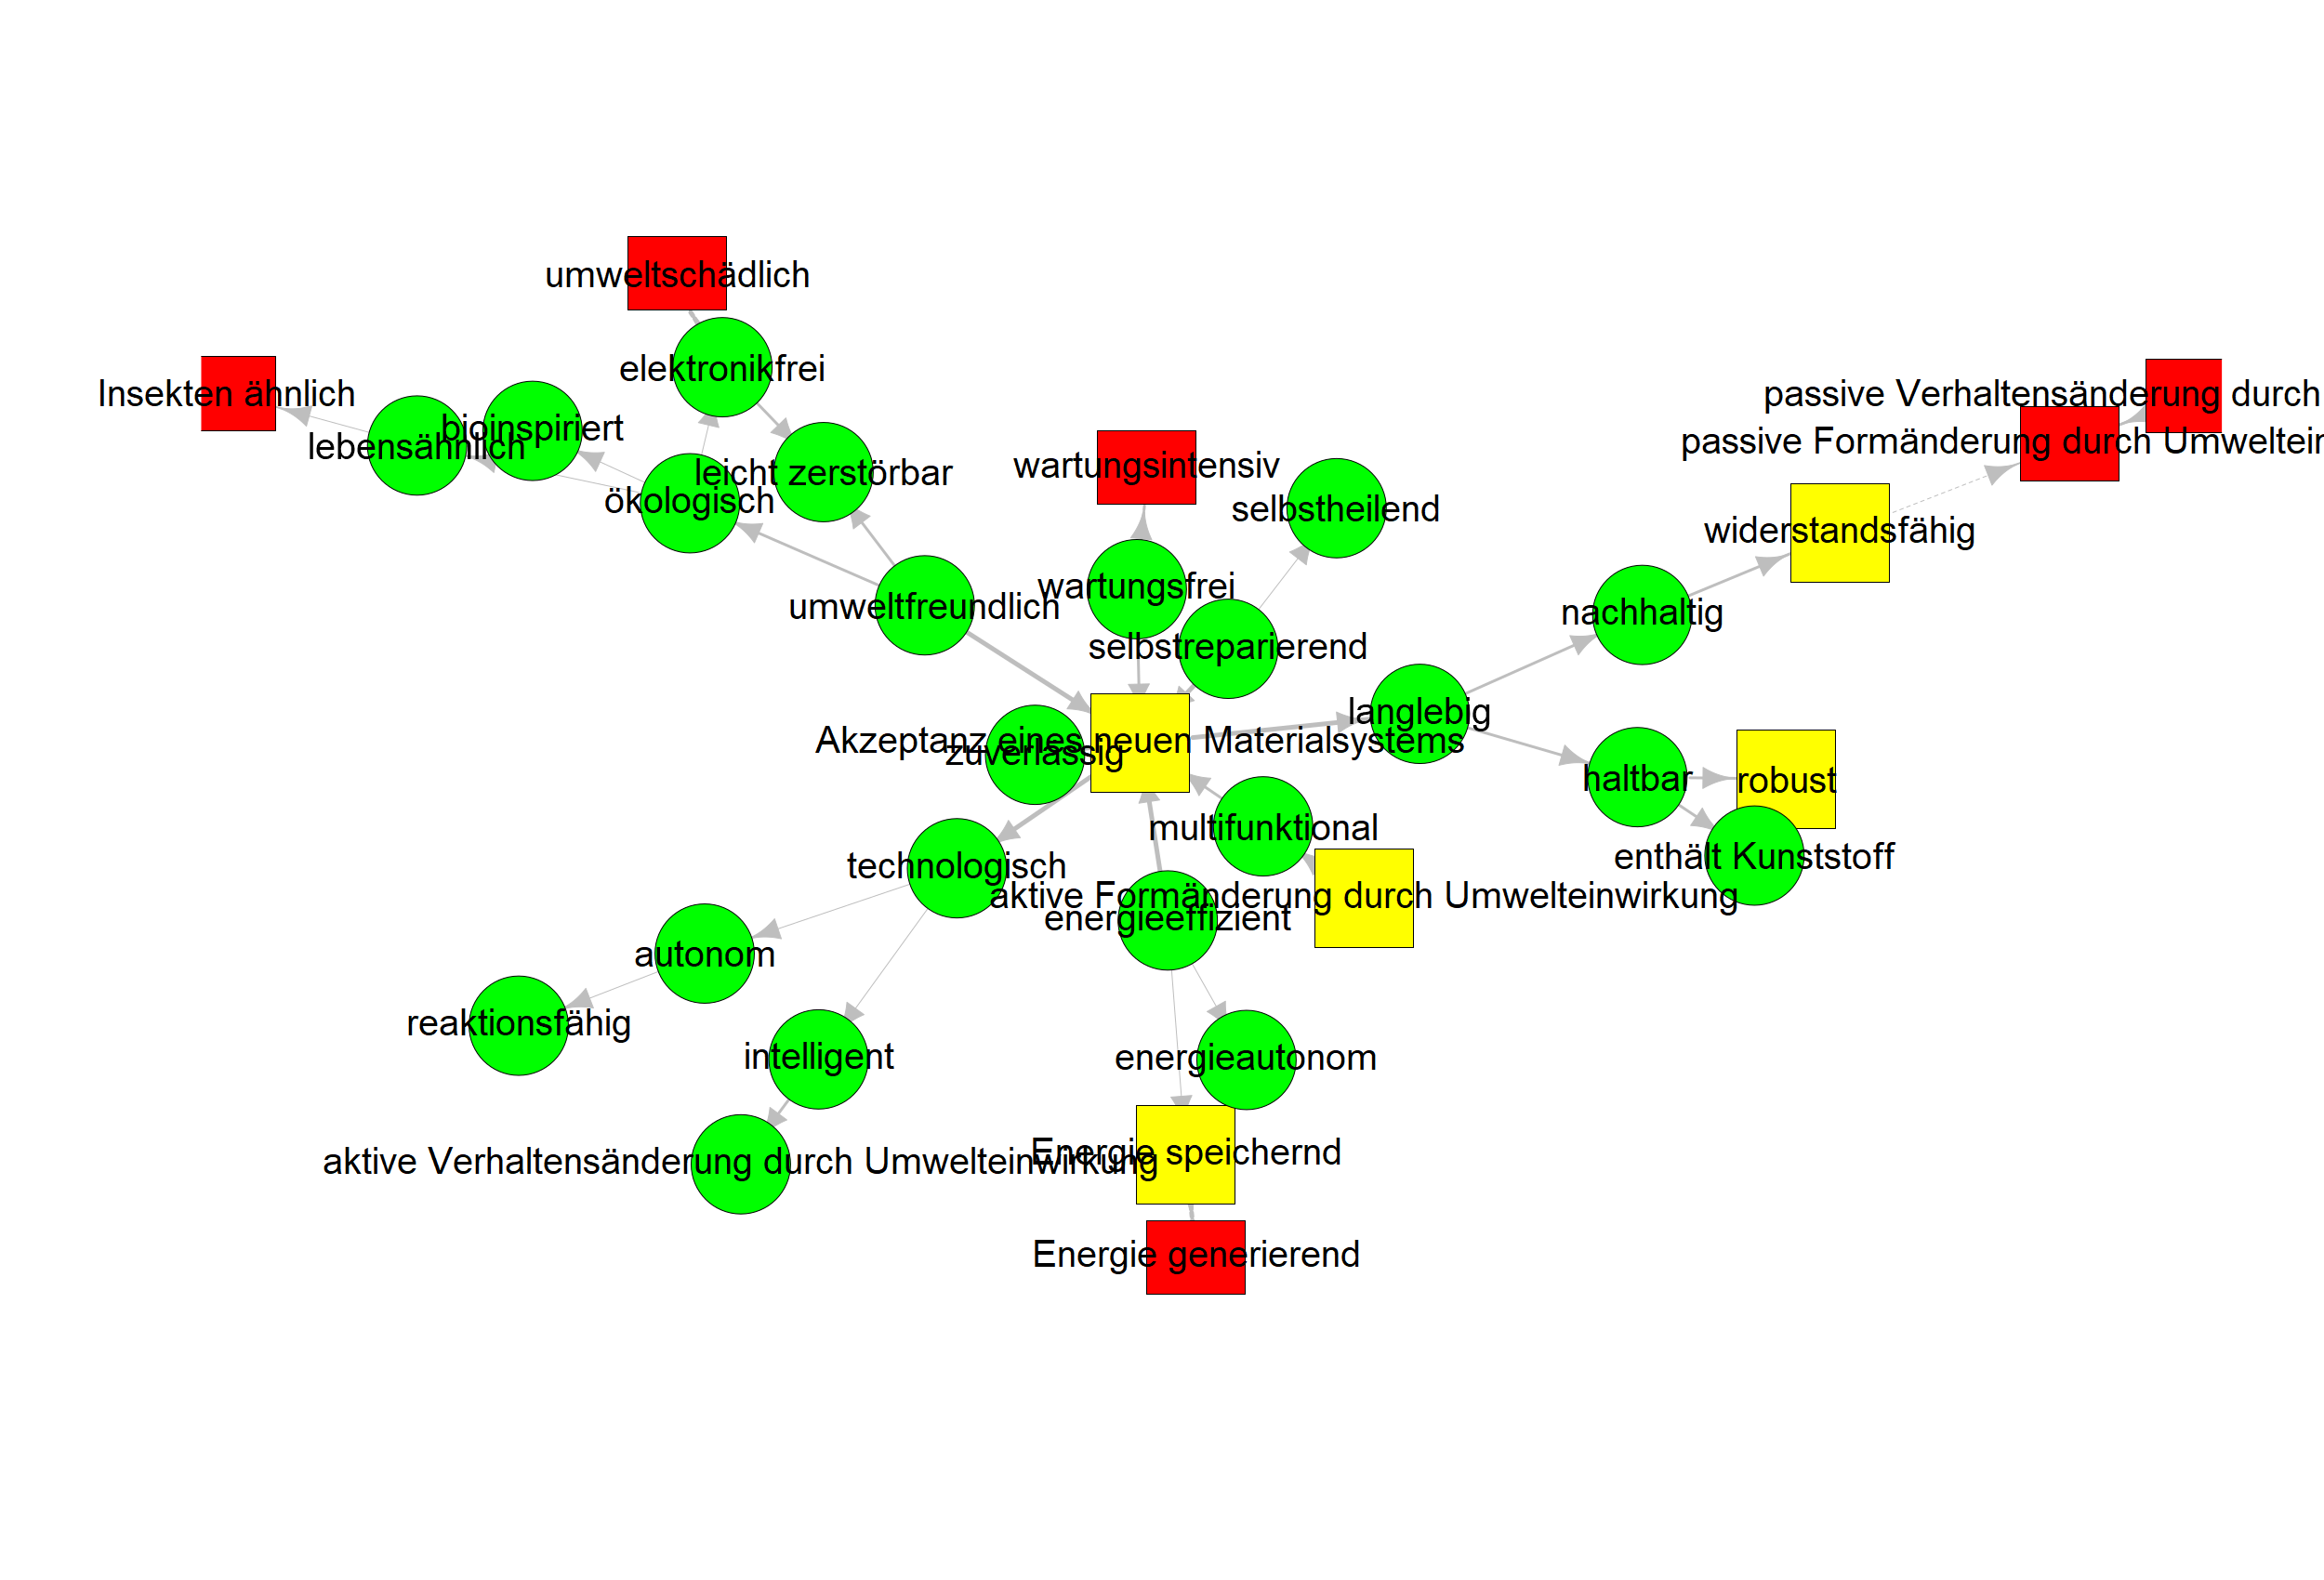 umweltschädlich
elektronikfrei
Insekten ähnlich
passive Verhaltensänderung durch
bioinspiriert
lebensähnlich
passive Formänderung durch Umweltein
wartungsintensiv
leicht zerstörbar
ökologisch
selbstheilend
widerstandsfähig
wartungsfrei
umweltfreundlich
nachhaltig
selbstreparierend
langlebig
Akzeptanz eines neuen Materialsystems
zuverlässig
haltbar
robust
multifunktional
enthält Kunststoff
technologisch
aktive Formänderung durch Umwelteinwirkung
energieeffizient
autonom
reaktionsfähig
intelligent
energieautonom
Energie speichernd
aktive Verhaltensänderung durch Umwelteinwirkung
Energie generierend